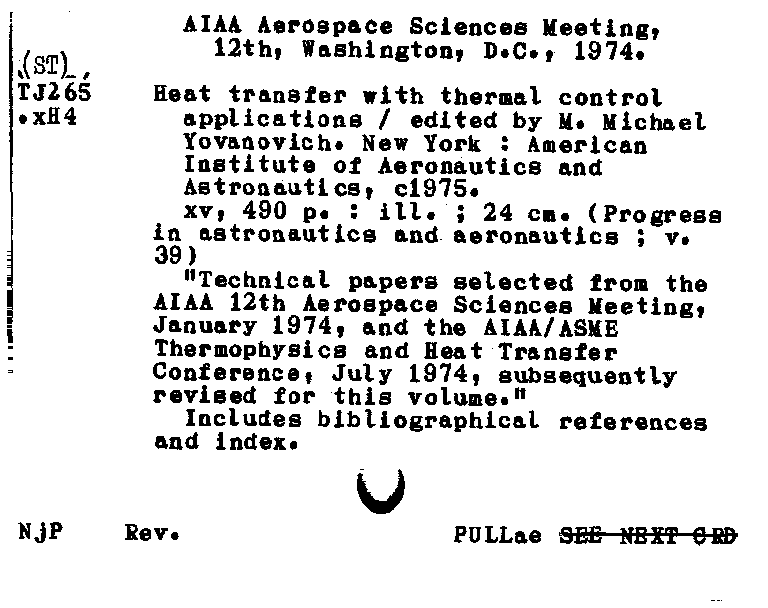 AIAA Aerospace Sciences Meeting,
12th, Washington, D.C., 1974.
(ST)
TJ265
.xH4
Heat transfer with thermal control
applications / edited by M. Michael
Yovanovich. New York : American
Institute of Aeronautics and
Astronautics, c1975.
xv, 490 p. : ill. ; 24 cm. (Progress
in astronautics and aeronautics ; v.
39)
"Technical papers selected from the
AIAA 12th Aerospace Sciences Meeting,
January 1974, and the AIAA/ASME
Thermophysics and Heat Transfer
Conference, July 1974, subsequently
revised for this volume."
Includes bibliographical references
and index.
NjP Rev. PULLae SEE NEXT CRD